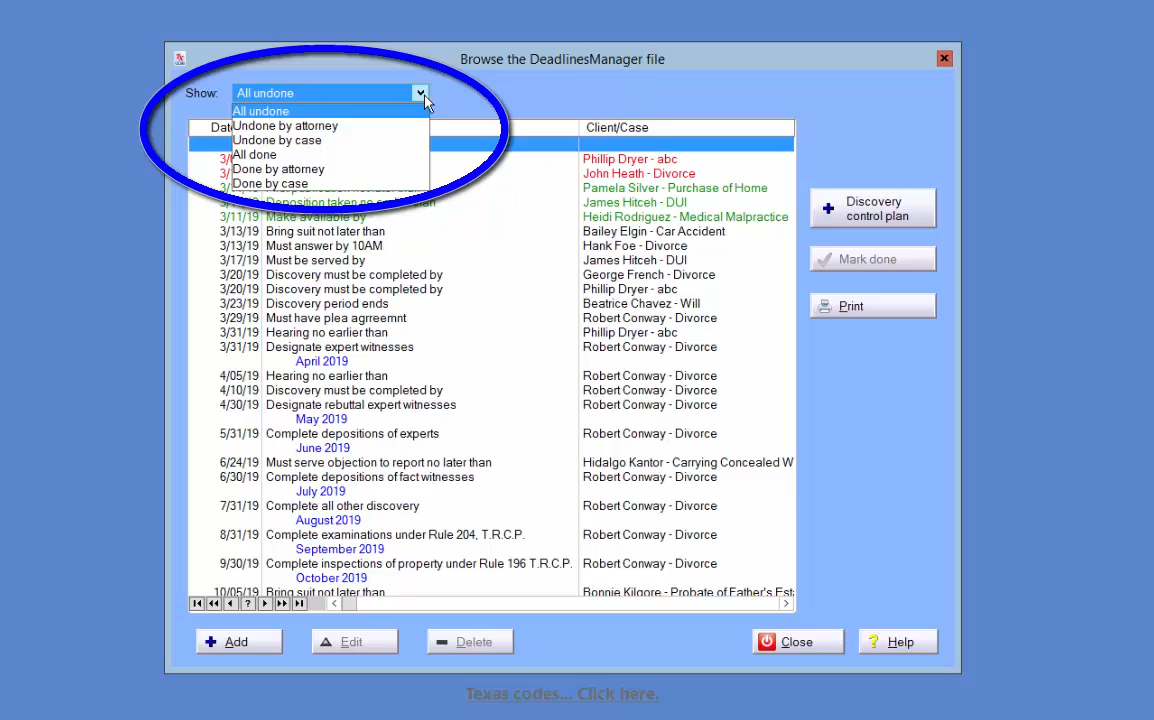 Browse the DeadlinesManager file
Show: All undone
All undone
Undone by attorney
Undone by case
All done
Done by attorney
Done by case
Client/Case
Phillip Dryer - abc
John Heath - Divorce
Pamela Silver - Purchase of Home
James Hitceh - DUI
3/11/19 Make available by Heidi Rodriguez - Medical Malpractice
3/13/19 Bring suit not later than Bailey Elgin - Car Accident
3/13/19 Must answer by 10AM Hank Foe - Divorce
3/17/19 Must be served by James Hitceh - DUI
3/20/19 Discovery must be completed by George French - Divorce
3/20/19 Discovery must be completed by Phillip Dryer - abc
3/23/19 Discovery period ends Beatrice Chavez - Will
3/29/19 Must have plea agrreemnt Robert Conway - Divorce
3/31/19 Hearing no earlier than Phillip Dryer - abc
3/31/19 Designate expert witnesses Robert Conway - Divorce
April 2019
4/05/19 Hearing no earlier than Robert Conway - Divorce
4/10/19 Discovery must be completed by Robert Conway - Divorce
4/30/19 Designate rebuttal expert witnesses Robert Conway - Divorce
May 2019
5/31/19 Complete depositions of experts Robert Conway - Divorce
June 2019
6/24/19 Must serve objection to report no later than Hidalgo Kantor - Carrying Concealed W
6/30/19 Complete depositions of fact witnesses Robert Conway - Divorce
July 2019
7/31/19 Complete all other discovery Robert Conway - Divorce
August 2019
8/31/19 Complete examinations under Rule 204, T.R.C.P. Robert Conway - Divorce
September 2019
9/30/19 Complete inspections of property under Rule 196 T.R.C.P. Robert Conway - Divorce
October 2019
10/05/19 Bring suit not later than Bonnie Kilgore - Probate of Father's Est
Discovery
control plan
Mark done
Print
Add Edit Delete Close Help
Texas codes... Click here.